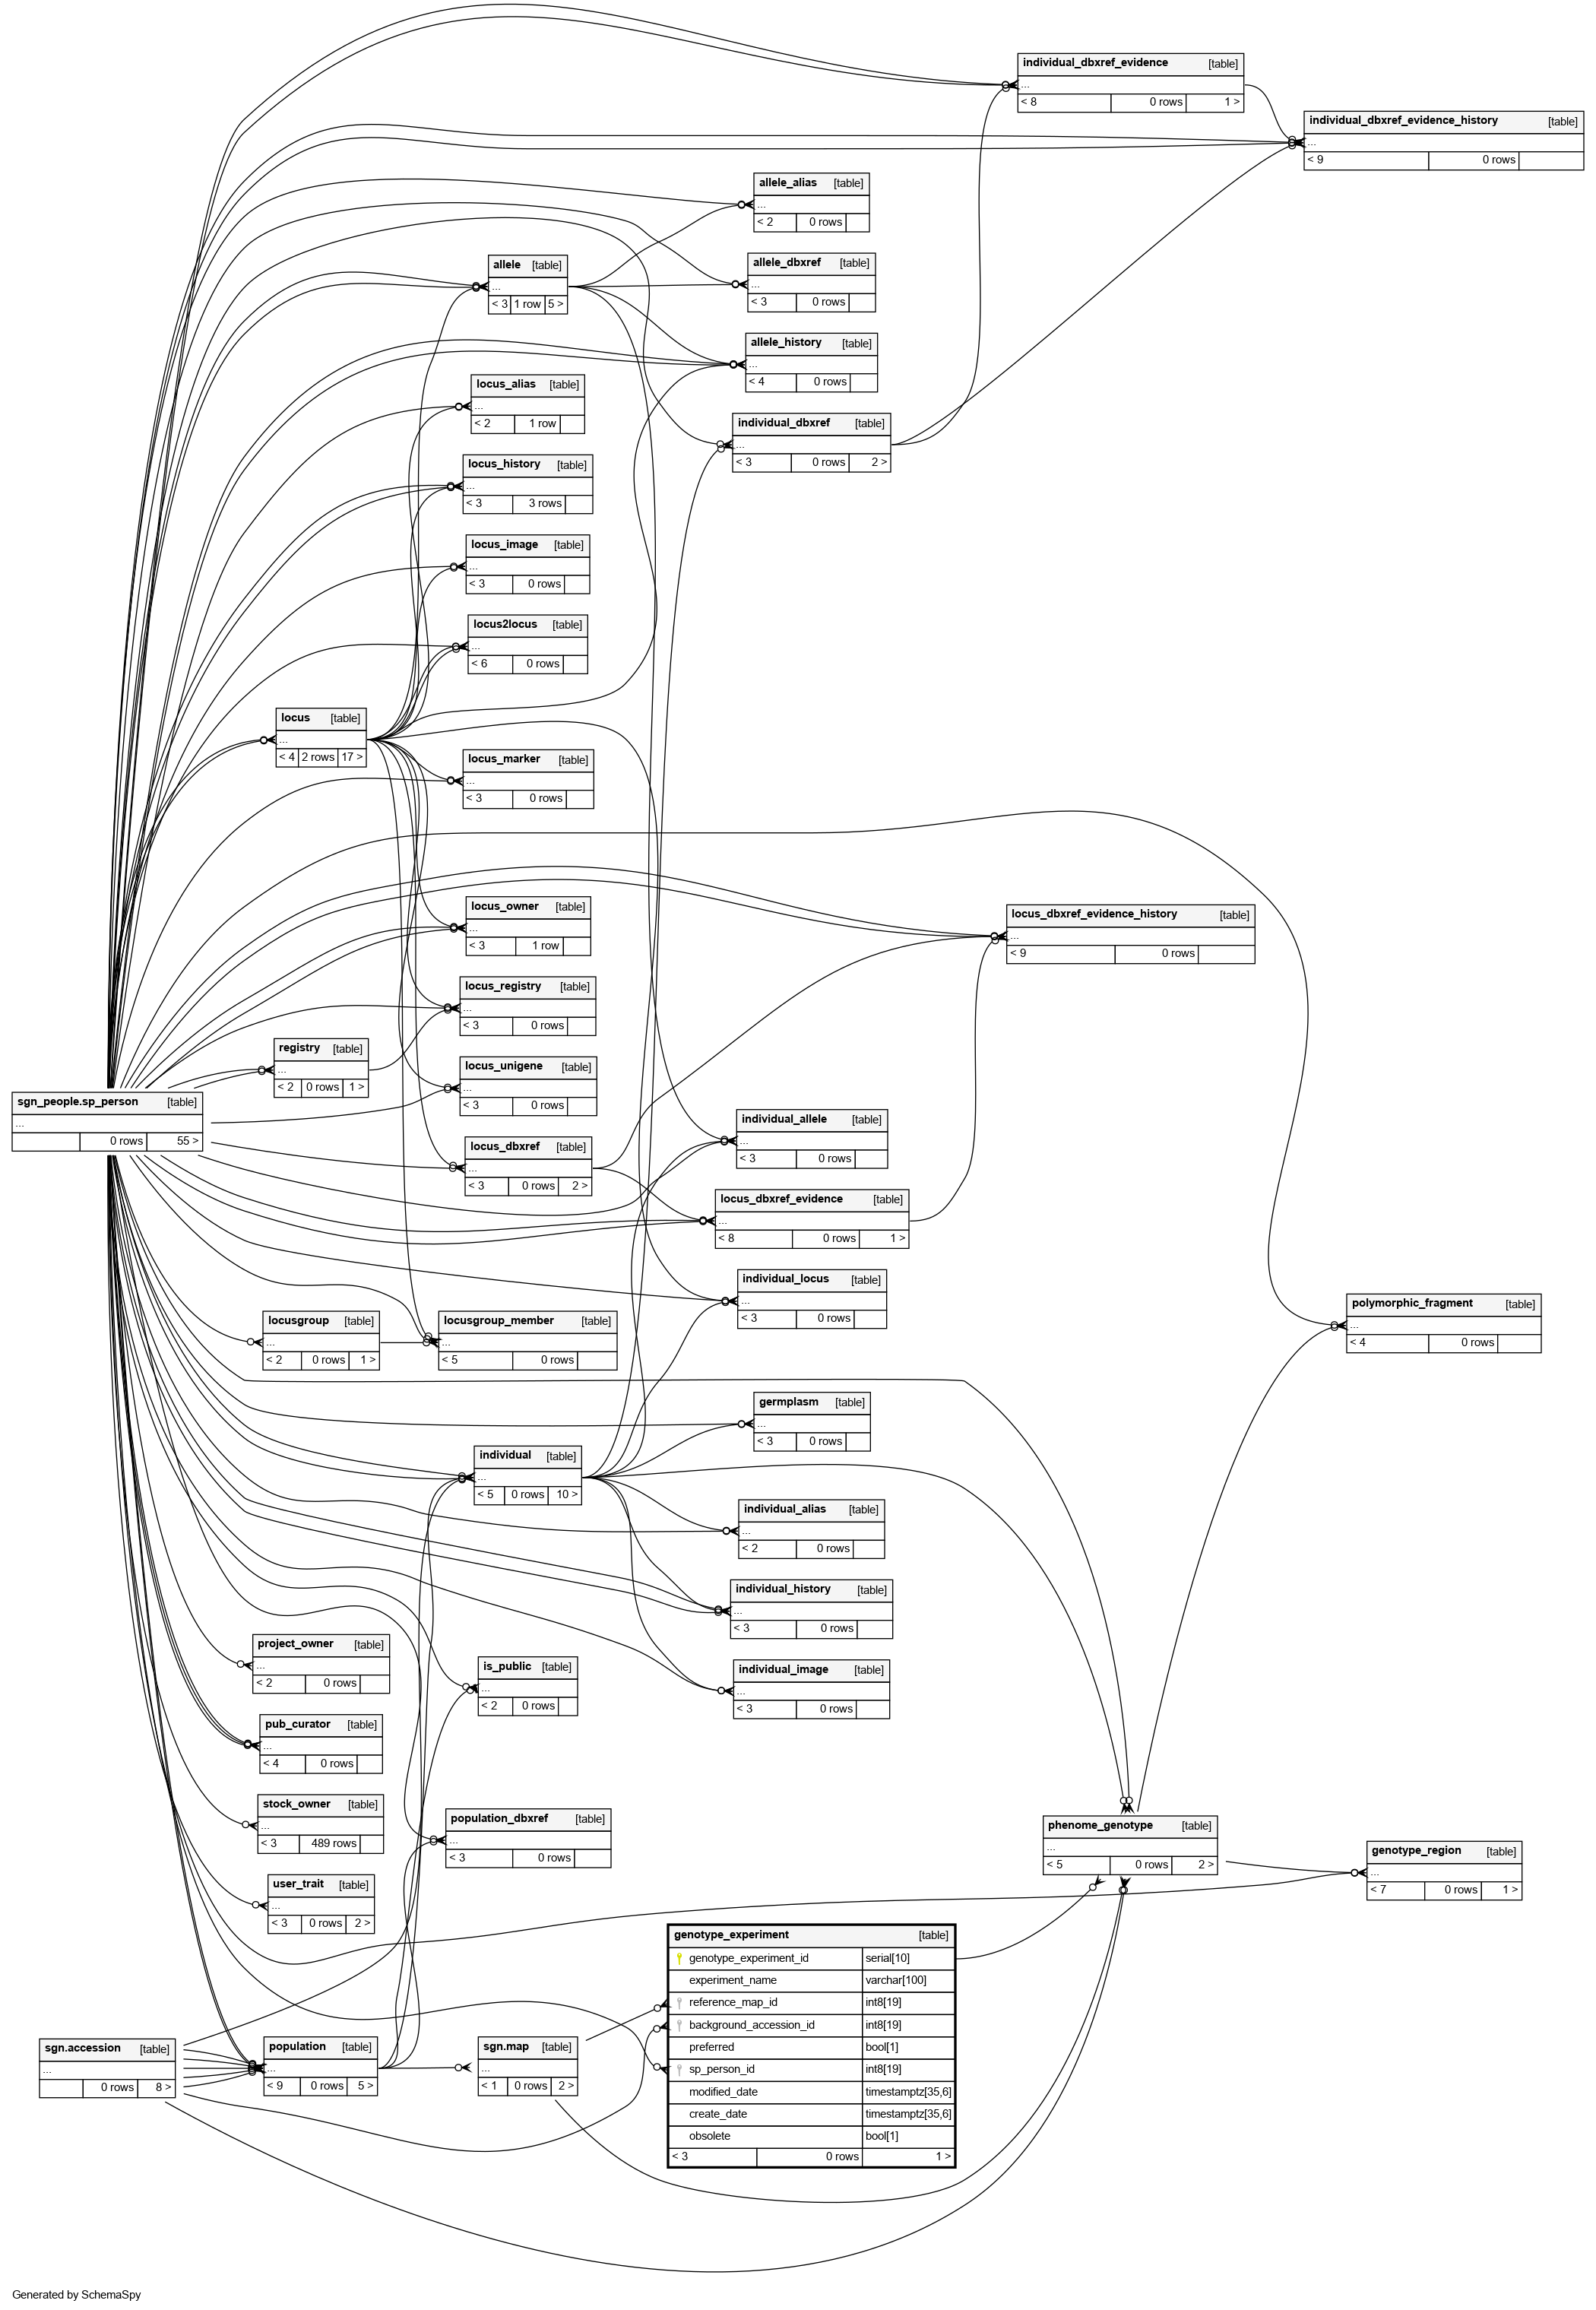 individual_dbxref_evidence [table]
...
< 8 0 rows 1 >
individual_dbxref_evidence_history [table]
...
< 9 0 rows
allele_alias [table]
...
< 2 0 rows
allele [table]
...
< 3 1 row 5 >
allele_dbxref [table]
...
< 3 0 rows
allele_history [table]
...
< 4 0 rows
locus_alias [table]
...
< 2 1 row
individual_dbxref [table]
...
< 3 0 rows 2 >
locus_history [table]
...
< 3 3 rows
locus_image [table]
...
< 3 0 rows
locus2locus [table]
...
< 6 0 rows
locus [table]
...
< 4 2 rows 17 >
locus_marker [table]
...
< 3 0 rows
locus_owner [table]
...
< 3 1 row
locus_dbxref_evidence_history [table]
...
< 9 0 rows
locus_registry [table]
...
< 3 0 rows
registry [table]
...
< 2 0 rows 1 >
locus_unigene [table]
...
< 3 0 rows
sgn_people.sp_person [table]
...
0 rows 55 >
individual_allele [table]
...
< 3 0 rows
locus_dbxref [table]
...
< 3 0 rows 2 >
locus_dbxref_evidence [table]
...
< 8 0 rows 1 >
individual_locus [table]
...
< 3 0 rows
polymorphic_fragment [table]
...
< 4 0 rows
locusgroup [table]
...
< 2 0 rows 1 >
locusgroup_member [table]
...
< 5 0 rows
germplasm [table]
...
< 3 0 rows
individual [table]
...
< 5 0 rows 10 >
individual_alias [table]
...
< 2 0 rows
individual_history [table]
...
< 3 0 rows
project_owner [table]
...
< 2 0 rows
is_public [table]
...
< 2 0 rows
individual_image [table]
...
< 3 0 rows
pub_curator [table]
...
< 4 0 rows
stock_owner [table]
...
< 3 489 rows
population_dbxref [table]
...
< 3 0 rows
phenome_genotype [table]
...
< 5 0 rows 2 >
genotype_region [table]
...
< 7 0 rows 1 >
user_trait [table]
...
< 3 0 rows 2 >
genotype_experiment [table]
genotype_experiment_id serial[10]
experiment_name varchar[100]
reference_map_id int8[19]
background_accession_id int8[19]
preferred bool[1]
sp_person_id int8[19]
modified_date timestamptz[35,6]
create_date timestamptz[35,6]
obsolete bool[1]
< 3 0 rows 1 >
sgn.accession [table]
...
0 rows 8 >
population [table]
...
< 9 0 rows 5 >
sgn.map [table]
...
< 1 0 rows 2 >
Generated by SchemaSpy